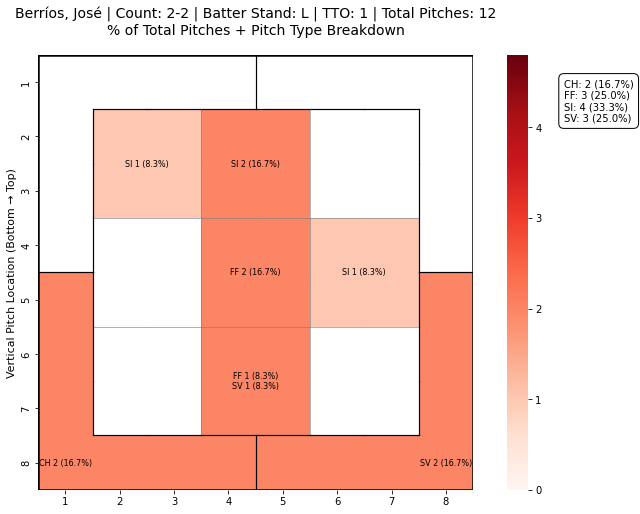 Berríos, José | Count: 2-2 | Batter Stand: L | TTO: 1 | Total Pitches: 12
% of Total Pitches + Pitch Type Breakdown
CH: 2 (16.7%)
FF: 3 (25.0%)
SI: 4 (33.3%)
SV: 3 (25.0%)
Vertical Pitch Location (Bottom → Top)
1
2
3
4
5
6
7
8
SI 1 (8.3%)
SI 2 (16.7%)
FF 2 (16.7%)
SI 1 (8.3%)
FF 1 (8.3%)
SV 1 (8.3%)
CH 2 (16.7%)
SV 2 (16.7%)
1 2 3 4 5 6 7 8
4
3
2
1
0